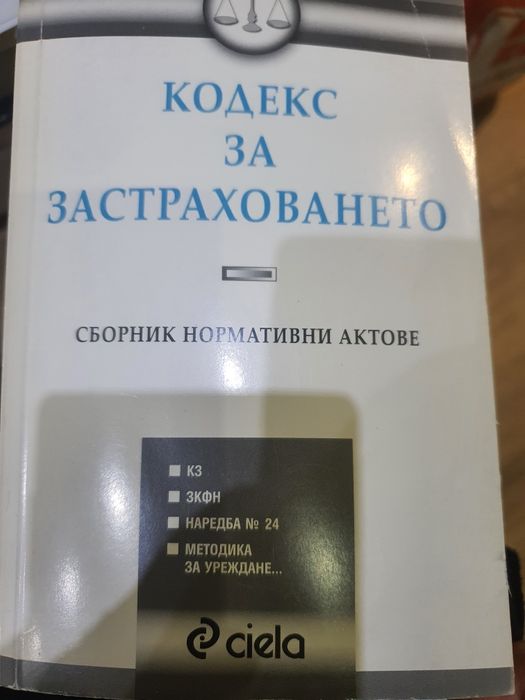 КОДЕКС
ЗА
ЗАСТРАХОВАНЕТО
СБОРНИК НОРМАТИВНИ АКТОВЕ
КЗ
ЗКФН
НАРЕДБА № 24
МЕТОДИКА
ЗА УРЕЖДАНЕ...
ciela